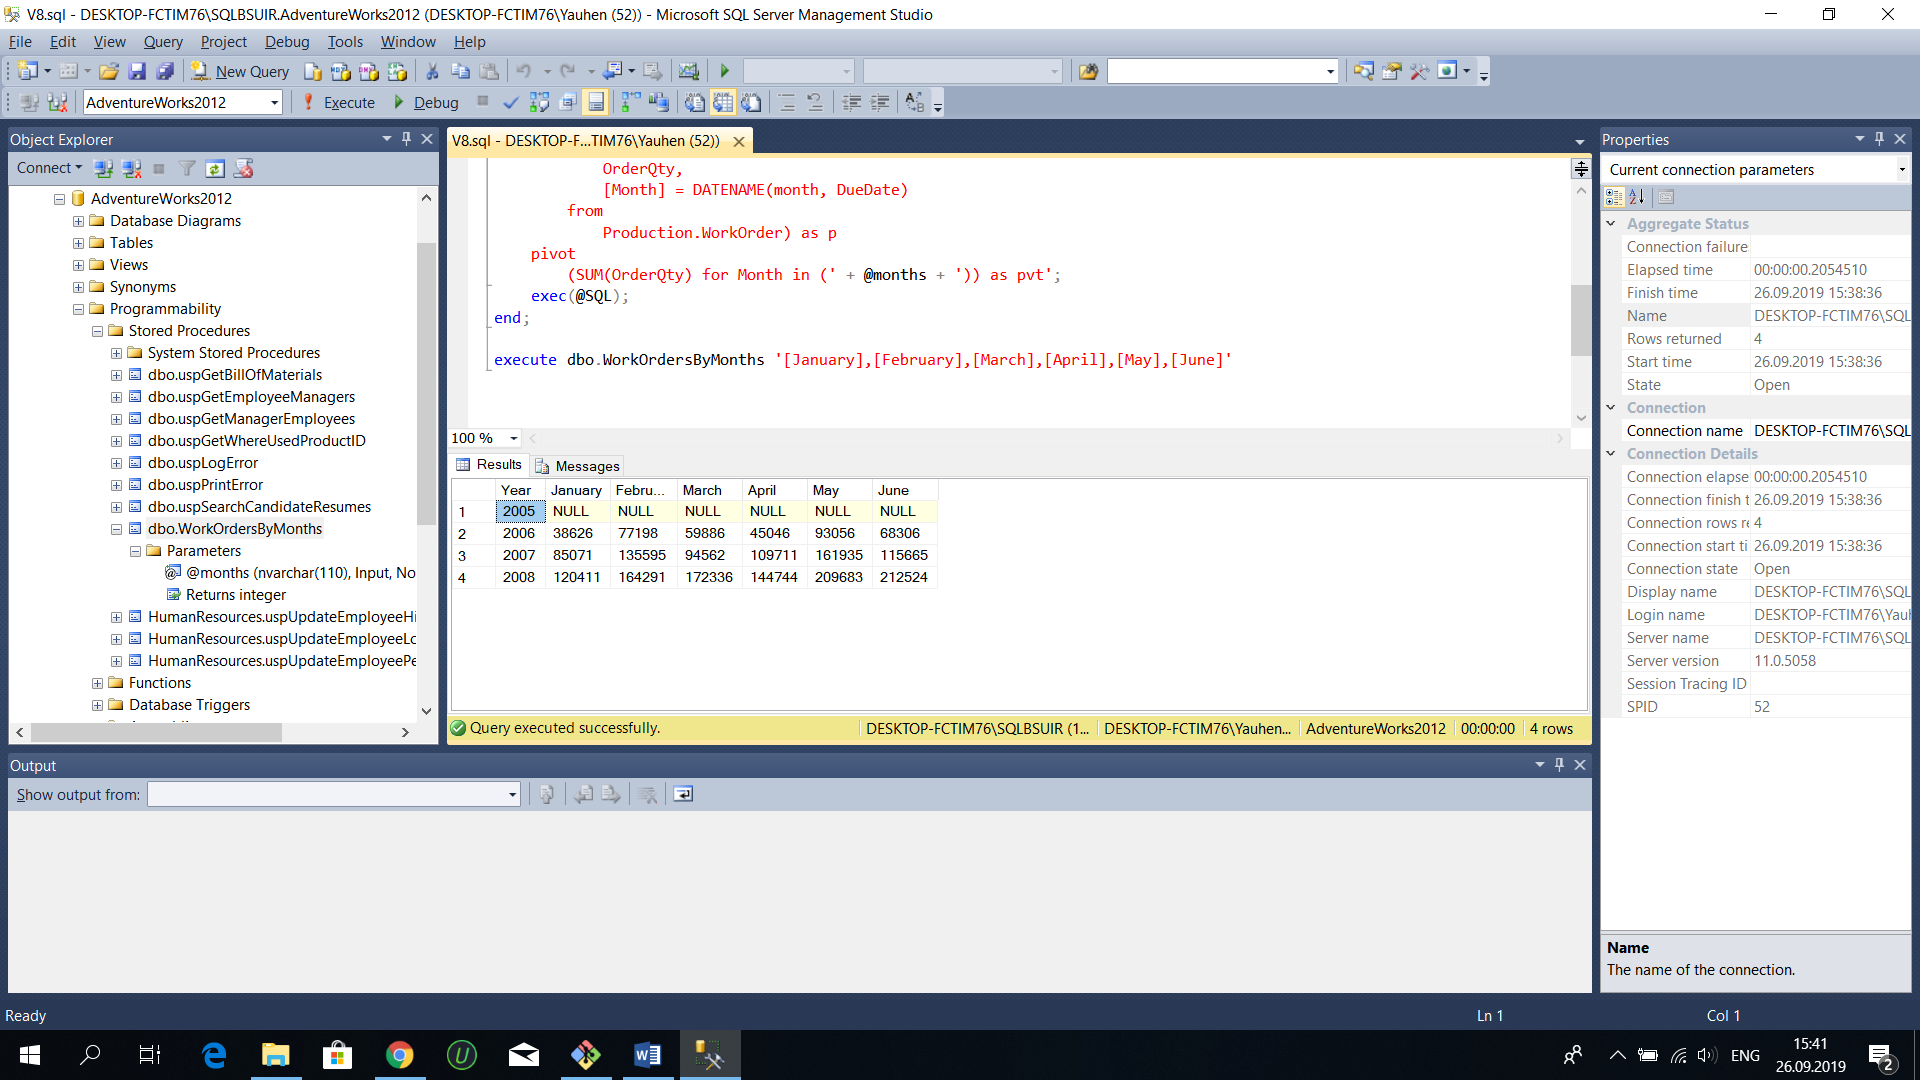 V8.sql - DESKTOP-FCTIM76\SQLBSUIR.AdventureWorks2012 (DESKTOP-FCTIM76\Yauhen (52)) - Microsoft SQL Server Management Studio
File Edit View Query Project Debug Tools Window Help
New Query
AdventureWorks2012 Execute Debug
Object Explorer
Connect
AdventureWorks2012
Database Diagrams
Tables
Views
Synonyms
Programmability
Stored Procedures
System Stored Procedures
dbo.uspGetBillOfMaterials
dbo.uspGetEmployeeManagers
dbo.uspGetManagerEmployees
dbo.uspGetWhereUsedProductID
dbo.uspLogError
dbo.uspPrintError
dbo.uspSearchCandidateResumes
dbo.WorkOrdersByMonths
Parameters
@months (nvarchar(110), Input, No
Returns integer
HumanResources.uspUpdateEmployeeHi
HumanResources.uspUpdateEmployeeLo
HumanResources.uspUpdateEmployeePe
Functions
Database Triggers
V8.sql - DESKTOP-F...TIM76\Yauhen (52))
OrderQty,
[Month] = DATENAME(month, DueDate)
from
Production.WorkOrder) as p
pivot
(SUM(OrderQty) for Month in (' + @months + ')) as pvt';
exec(@SQL);
end;
execute dbo.WorkOrdersByMonths '[January],[February],[March],[April],[May],[June]'
100 %
Results Messages
Year January Febru... March April May June
1 2005 NULL NULL NULL NULL NULL NULL
2 2006 38626 77198 59886 45046 93056 68306
3 2007 85071 135595 94562 109711 161935 115665
4 2008 120411 164291 172336 144744 209683 212524
Query executed successfully. DESKTOP-FCTIM76\SQLBSUIR (1... DESKTOP-FCTIM76\Yauhen... AdventureWorks2012 00:00:00 4 rows
Properties
Current connection parameters
Aggregate Status
Connection failure
Elapsed time 00:00:00.2054510
Finish time 26.09.2019 15:38:36
Name DESKTOP-FCTIM76\SQL
Rows returned 4
Start time 26.09.2019 15:38:36
State Open
Connection
Connection name DESKTOP-FCTIM76\SQL
Connection Details
Connection elapse 00:00:00.2054510
Connection finish t 26.09.2019 15:38:36
Connection rows re 4
Connection start ti 26.09.2019 15:38:36
Connection state Open
Display name DESKTOP-FCTIM76\SQL
Login name DESKTOP-FCTIM76\Yau
Server name DESKTOP-FCTIM76\SQL
Server version 11.0.5058
Session Tracing ID
SPID 52
Name
The name of the connection.
Output
Show output from:
Ready Ln 1 Col 1
ENG 15:41
26.09.2019
2